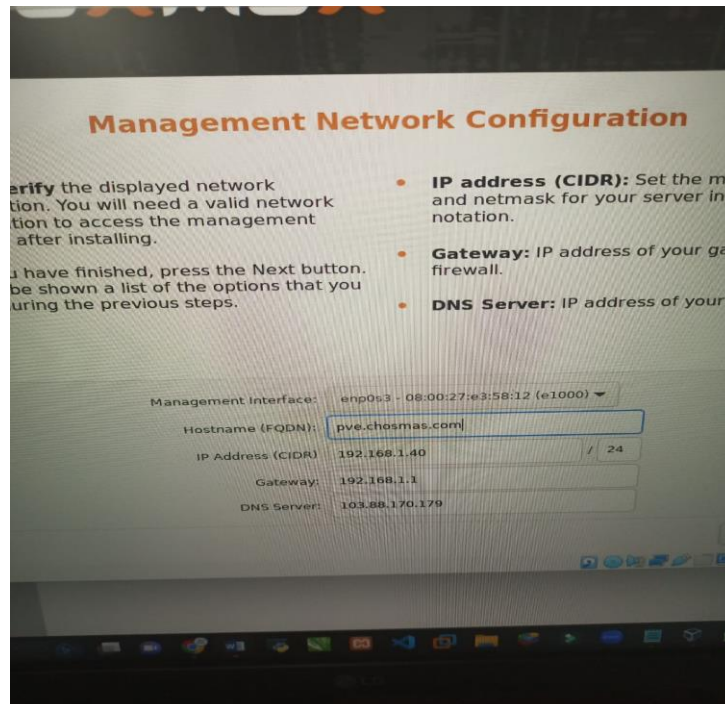 Management Network Configuration
erify the displayed network
tion. You will need a valid network
tion to access the management
after installing.
u have finished, press the Next button.
be shown a list of the options that you
uring the previous steps.
• IP address (CIDR): Set the m
and netmask for your server in
notation.
• Gateway: IP address of your ga
firewall.
• DNS Server: IP address of your
Management Interface: enp0s3 - 08:00:27:e3:58:12 (e1000)
Hostname (FQDN): pve.chosmas.com
IP Address (CIDR) 192.168.1.40 / 24
Gateway: 192.168.1.1
DNS Server: 103.88.170.179